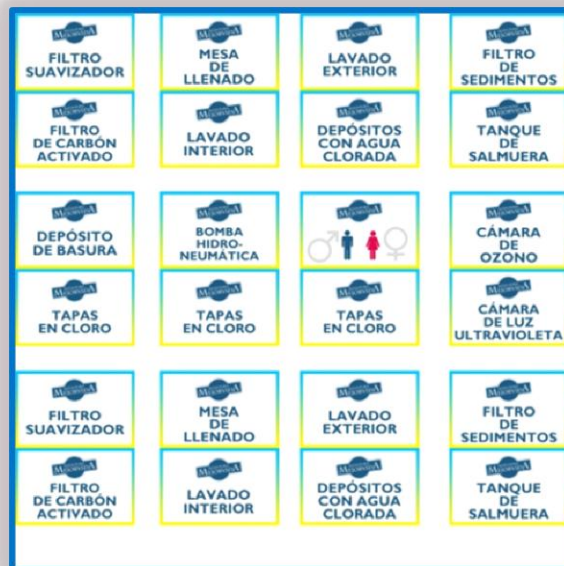 FILTRO
SUAVIZADOR
MESA
DE
LLENADO
LAVADO
EXTERIOR
FILTRO
DE
SEDIMENTOS
FILTRO
DE CARBÓN
ACTIVADO
LAVADO
INTERIOR
DEPÓSITOS
CON AGUA
CLORADA
TANQUE
DE
SALMUERA
DEPÓSITO
DE BASURA
BOMBA
HIDRO-
NEUMÁTICA
CÁMARA
DE
OZONO
TAPAS
EN CLORO
TAPAS
EN CLORO
TAPAS
EN CLORO
CÁMARA
DE LUZ
ULTRAVIOLETA
FILTRO
SUAVIZADOR
MESA
DE
LLENADO
LAVADO
EXTERIOR
FILTRO
DE
SEDIMENTOS
FILTRO
DE CARBÓN
ACTIVADO
LAVADO
INTERIOR
DEPÓSITOS
CON AGUA
CLORADA
TANQUE
DE
SALMUERA